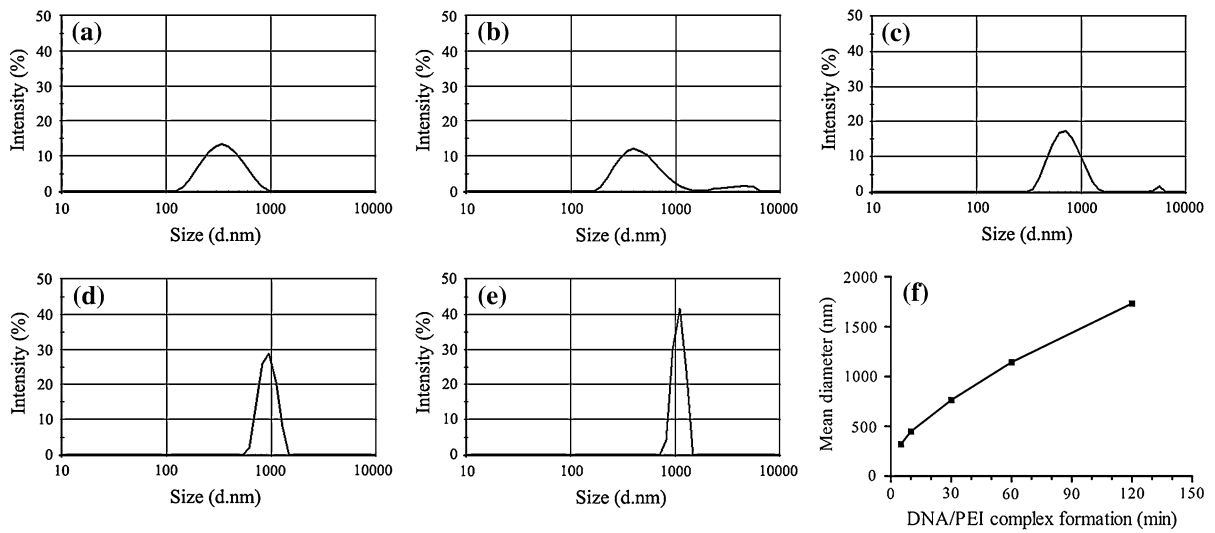 (a)
Intensity (%)
50
40
30
20
10
0
10 100 1000 10000
Size (d.nm)
(b)
Intensity (%)
50
40
30
20
10
0
10 100 1000 10000
Size (d.nm)
(c)
Intensity (%)
50
40
30
20
10
0
10 100 1000 10000
Size (d.nm)
(d)
Intensity (%)
50
40
30
20
10
0
10 100 1000 10000
Size (d.nm)
(e)
Intensity (%)
50
40
30
20
10
0
10 100 1000 10000
Size (d.nm)
(f)
Mean diameter (nm)
2000
1500
1000
500
0
0 30 60 90 120 150
DNA/PEI complex formation (min)